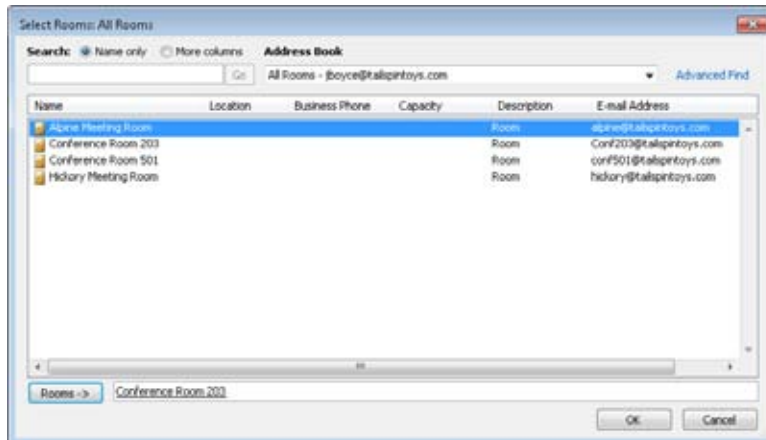 Select Rooms: All Rooms
Search: Name only More columns Address Book
Go All Rooms - jboyce@tailspintoys.com Advanced Find
Name Location Business Phone Capacity Description E-mail Address
Alpine Meeting Room Room alpine@tailspintoys.com
Conference Room 203 Room Conf203@tailspintoys.com
Conference Room 501 Room conf501@tailspintoys.com
Hickory Meeting Room Room hickory@tailspintoys.com
Rooms -> Conference Room 203
OK Cancel